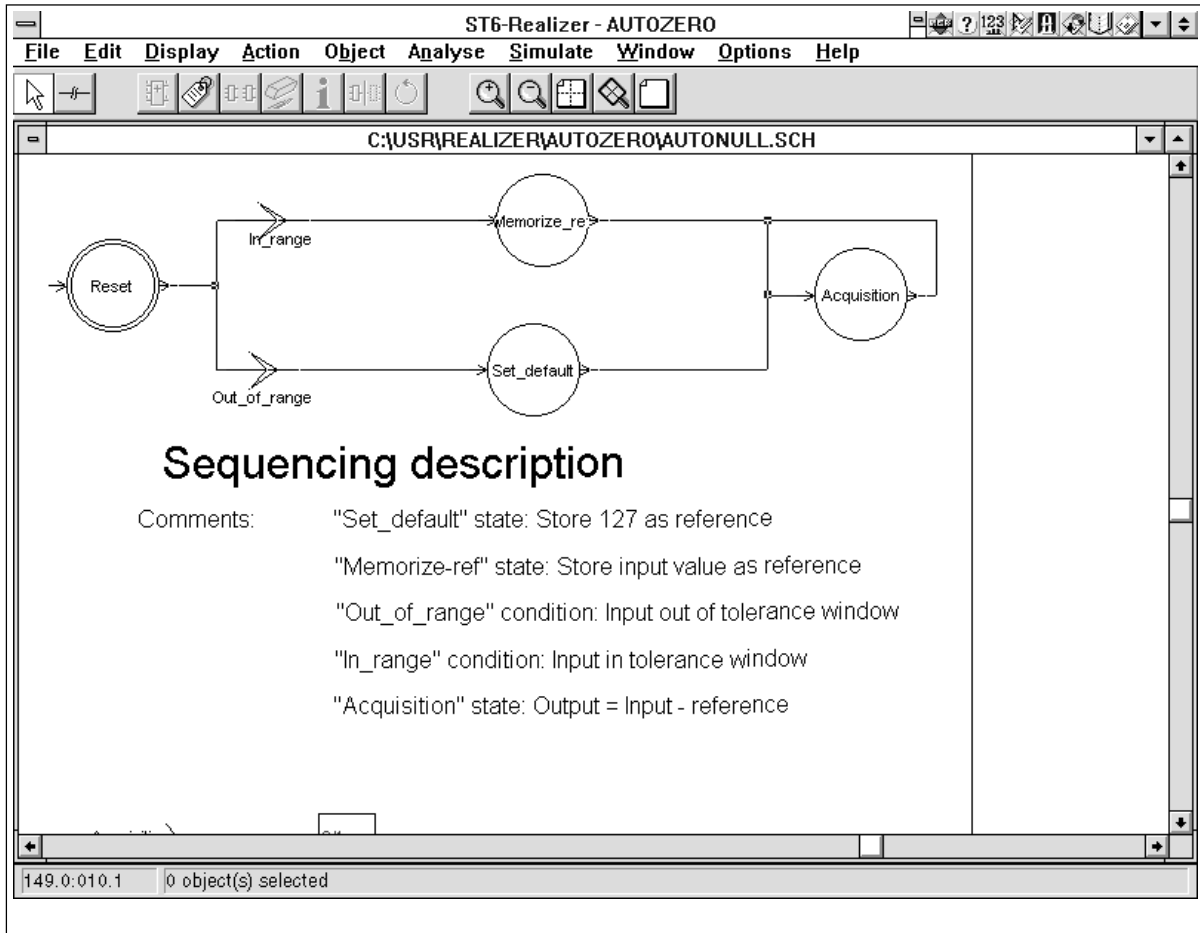 ST6-Realizer - AUTOZERO
? 123
File Edit Display Action Object Analyse Simulate Window Options Help
C:\USR\REALIZER\AUTOZERO\AUTONULL.SCH
In_range
Memorize_re
Reset
Acquisition
Set_default
Out_of_range
Sequencing description
Comments: "Set_default" state: Store 127 as reference
"Memorize-ref" state: Store input value as reference
"Out_of_range" condition: Input out of tolerance window
"In_range" condition: Input in tolerance window
"Acquisition" state: Output = Input - reference
149.0:010.1 0 object(s) selected